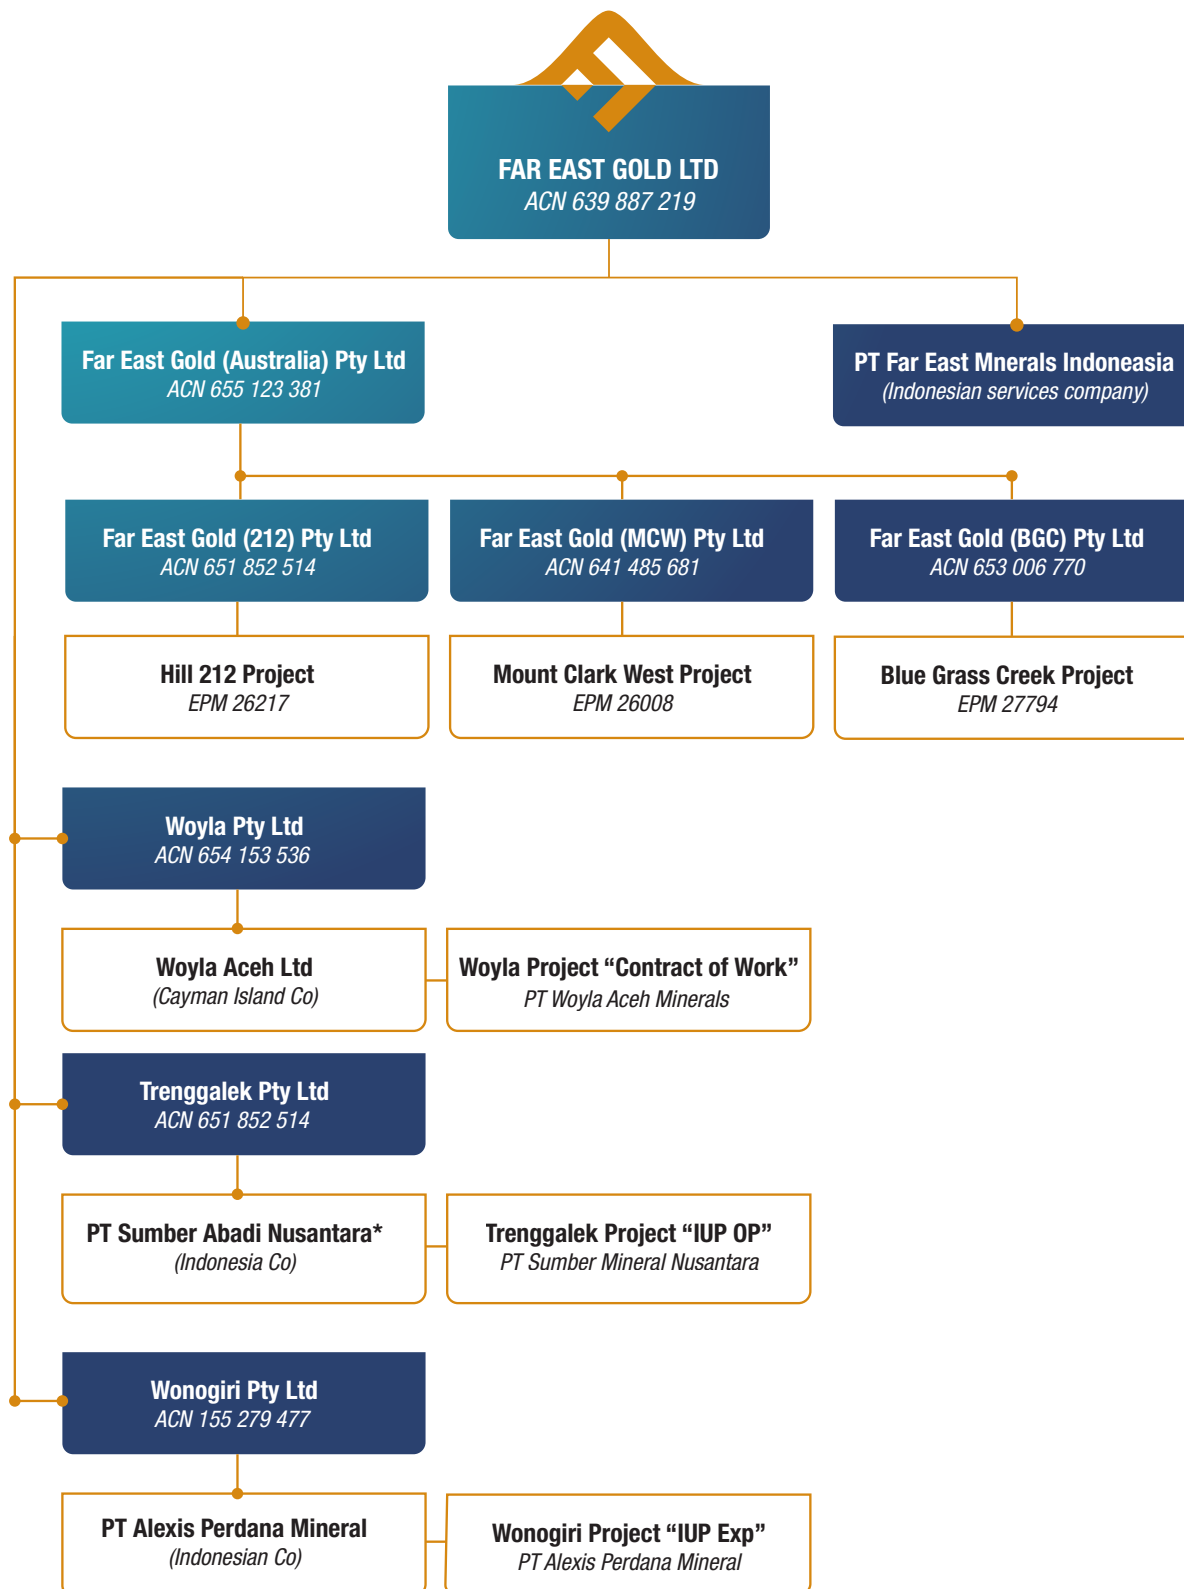 FAR EAST GOLD LTD
ACN 639 887 219
Far East Gold (Australia) Pty Ltd
ACN 655 123 381
PT Far East Mnerals Indoneasia
(Indonesian services company)
Far East Gold (212) Pty Ltd
ACN 651 852 514
Far East Gold (MCW) Pty Ltd
ACN 641 485 681
Far East Gold (BGC) Pty Ltd
ACN 653 006 770
Hill 212 Project
EPM 26217
Mount Clark West Project
EPM 26008
Blue Grass Creek Project
EPM 27794
Woyla Pty Ltd
ACN 654 153 536
Woyla Aceh Ltd
(Cayman Island Co)
Woyla Project “Contract of Work”
PT Woyla Aceh Minerals
Trenggalek Pty Ltd
ACN 651 852 514
PT Sumber Abadi Nusantara*
(Indonesia Co)
Trenggalek Project “IUP OP”
PT Sumber Mineral Nusantara
Wonogiri Pty Ltd
ACN 155 279 477
PT Alexis Perdana Mineral
(Indonesian Co)
Wonogiri Project “IUP Exp”
PT Alexis Perdana Mineral